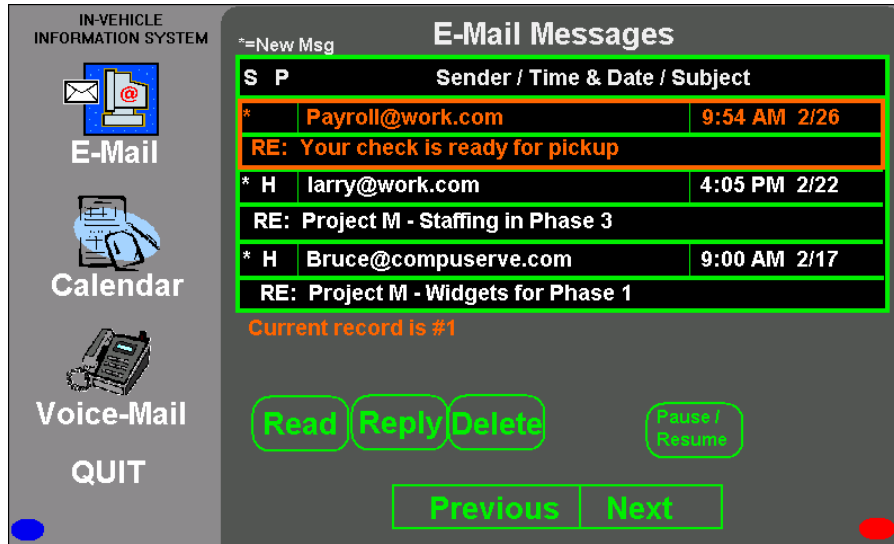 IN-VEHICLE
INFORMATION SYSTEM
@
E-Mail
Calendar
Voice-Mail
QUIT
E-Mail Messages
*=New Msg
S P Sender / Time & Date / Subject
* Payroll@work.com 9:54 AM 2/26
RE: Your check is ready for pickup
* H larry@work.com 4:05 PM 2/22
RE: Project M - Staffing in Phase 3
* H Bruce@compuserve.com 9:00 AM 2/17
RE: Project M - Widgets for Phase 1
Current record is #1
Read Reply Delete
Pause /
Resume
Previous Next